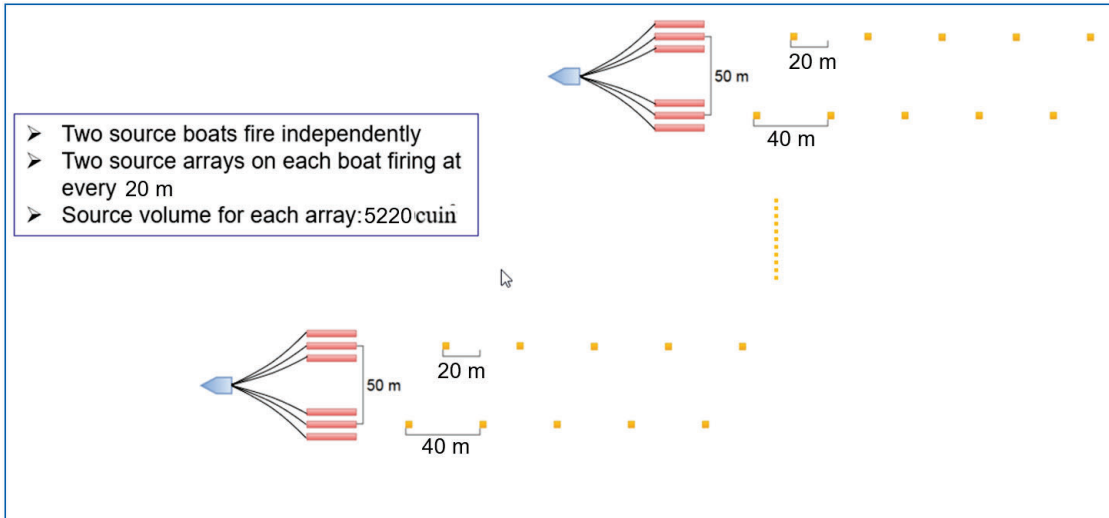 20 m
50 m
40 m
➢ Two source boats fire independently
➢ Two source arrays on each boat firing at
every 20 m
➢ Source volume for each array:5220 cuin
20 m
50 m
40 m